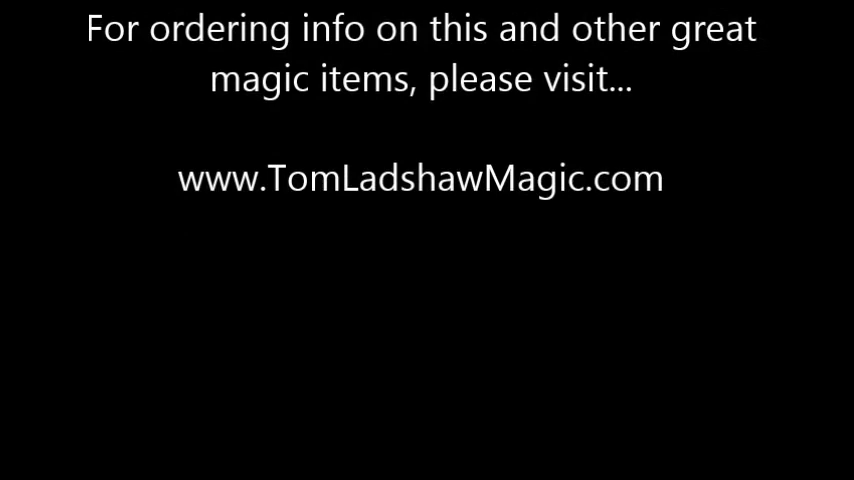 For ordering info on this and other great
magic items, please visit...
www.TomLadshawMagic.com